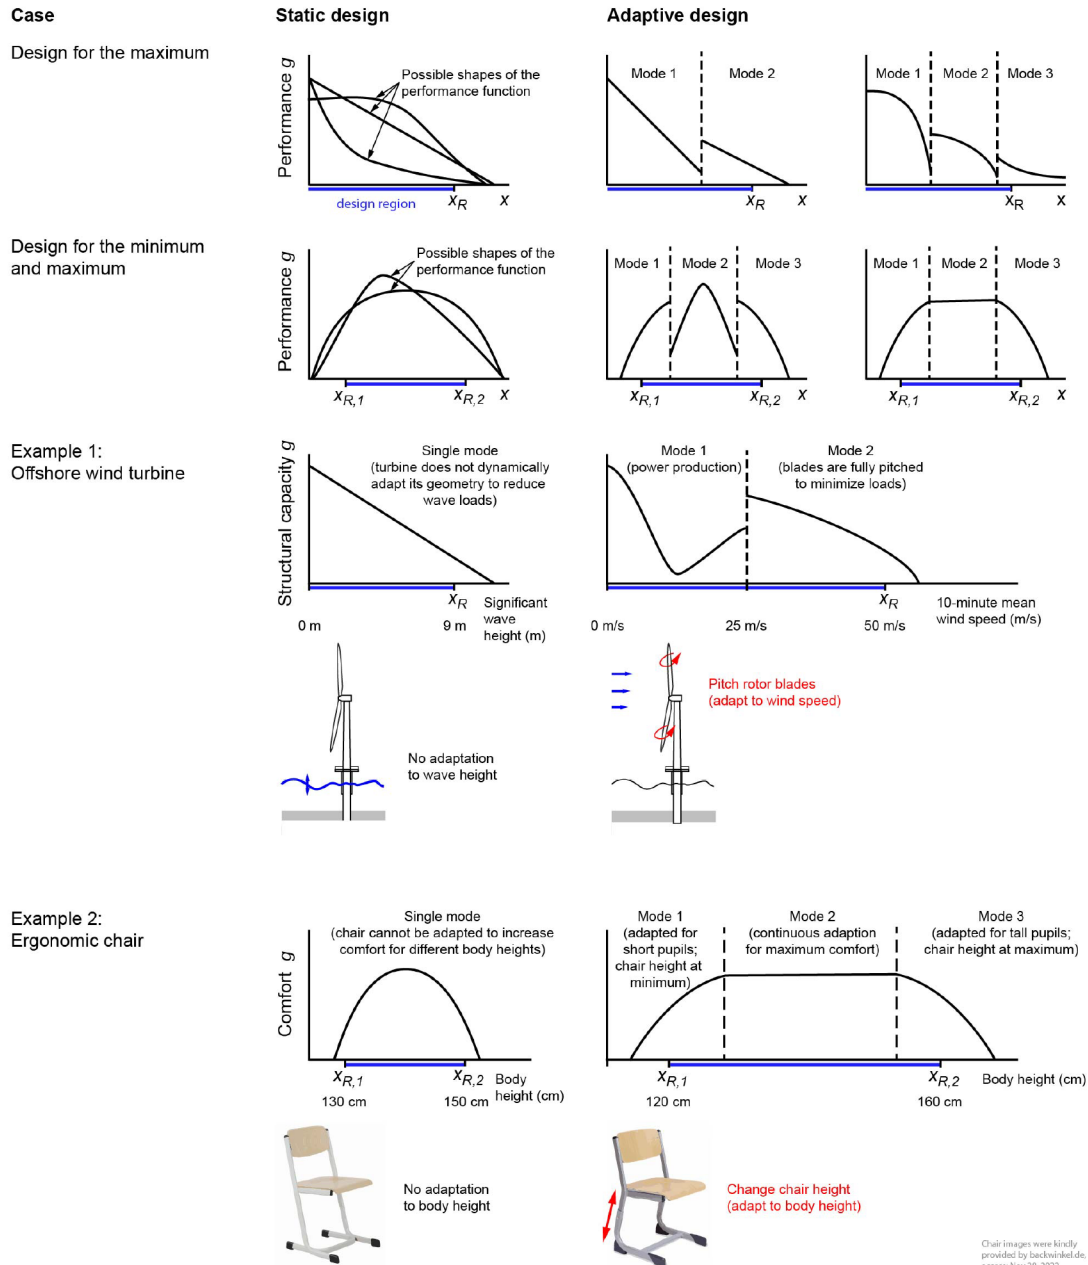 Case
Static design
Adaptive design
Design for the maximum
Performance g
Possible shapes of the
performance function
design region
xR
x
Mode 1
Mode 2
xR
x
Mode 1
Mode 2
Mode 3
xR
x
Design for the minimum
and maximum
Performance g
Possible shapes of the
performance function
xR,1
xR,2
x
Mode 1
Mode 2
Mode 3
xR,1
xR,2
x
Mode 1
Mode 2
Mode 3
xR,1
xR,2
x
Example 1:
Offshore wind turbine
Structural capacity g
Single mode
(turbine does not dynamically
adapt its geometry to reduce
wave loads)
xR
0 m
9 m
Significant
wave
height (m)
Mode 1
(power production)
Mode 2
(blades are fully pitched
to minimize loads)
xR
0 m/s
25 m/s
50 m/s
10-minute mean
wind speed (m/s)
No adaptation
to wave height
Pitch rotor blades
(adapt to wind speed)
Example 2:
Ergonomic chair
Comfort g
Single mode
(chair cannot be adapted to increase
comfort for different body heights)
xR,1
xR,2
130 cm
150 cm
Body
height (cm)
Mode 1
(adapted for
short pupils;
chair height at
minimum)
Mode 2
(continuous adaption
for maximum comfort)
Mode 3
(adapted for tall pupils;
chair height at maximum)
xR,1
xR,2
120 cm
160 cm
Body height (cm)
No adaptation
to body height
Change chair height
(adapt to body height)
Chair images were kindly
provided by backwinkel.de,